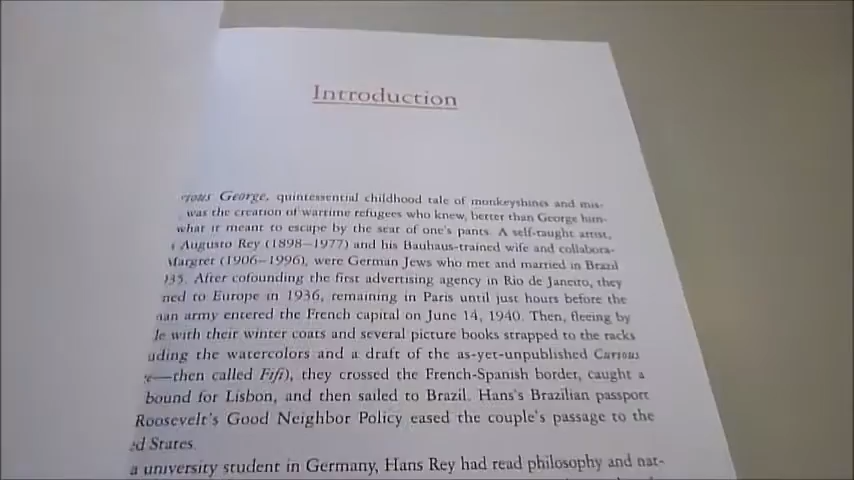 Introduction
George, quintessential childhood tale of monkeyshines and mis-
was the creation of wartime refugees who knew, better than George him-
what it meant to escape by the seat of one's pants. A self-taught artist,
Augusto Rey (1898–1977) and his Bauhaus-trained wife and collabora-
Margret (1906–1996), were German Jews who met and married in Brazil
35. After cofounding the first advertising agency in Rio de Janeiro, they
ned to Europe in 1936, remaining in Paris until just hours before the
an army entered the French capital on June 14, 1940. Then, fleeing by
le with their winter coats and several picture books strapped to the racks
uding the watercolors and a draft of the as-yet-unpublished Curious
e—then called Fifi), they crossed the French-Spanish border, caught a
bound for Lisbon, and then sailed to Brazil. Hans's Brazilian passport
Roosevelt's Good Neighbor Policy eased the couple's passage to the
ed States.
a university student in Germany, Hans Rey had read philosophy and nat-